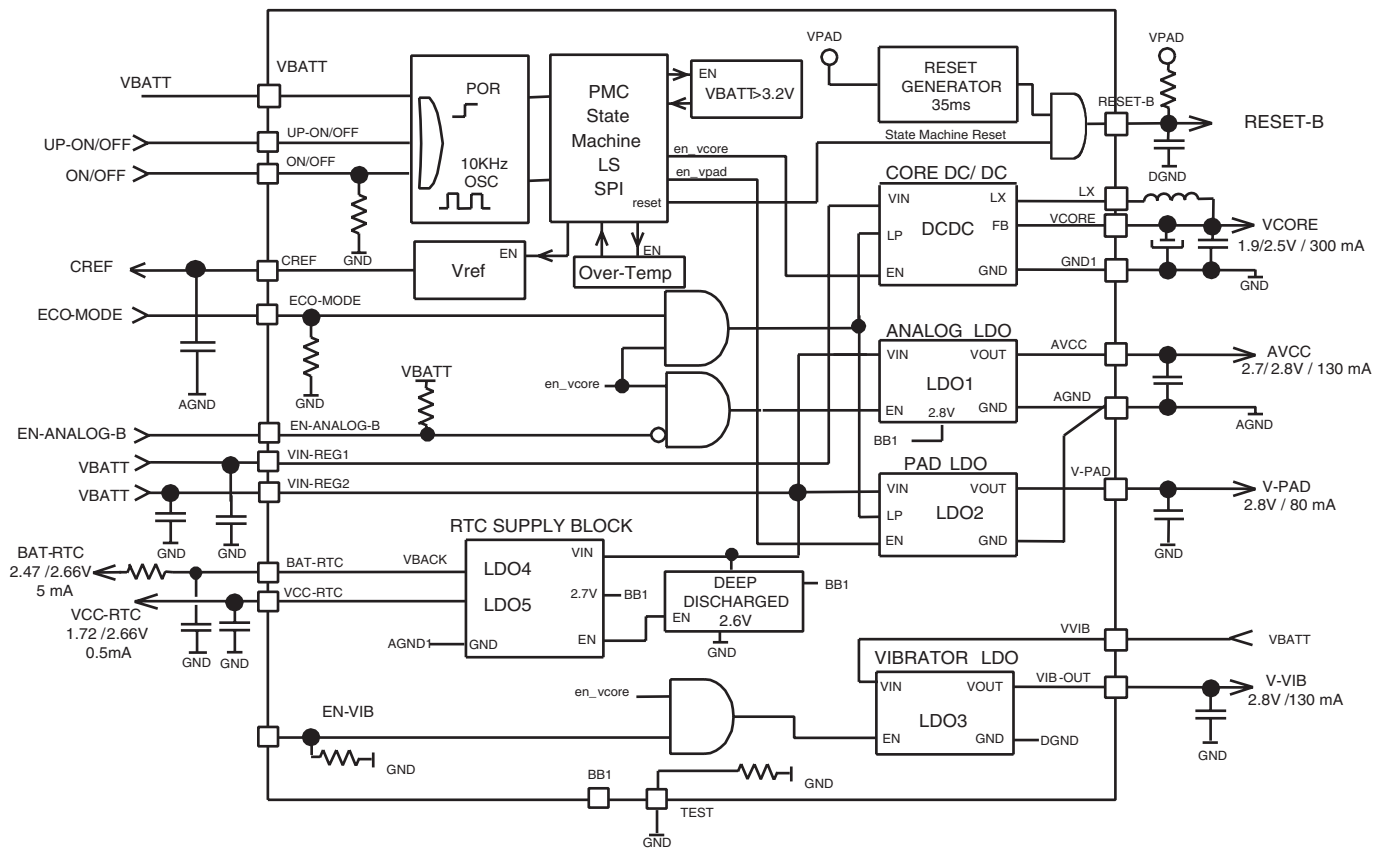 VBATT
VBATT
UP-ON/OFF
UP-ON/OFF
ON/OFF
ON/OFF
GND
POR
10KHz
OSC
PMC
State
Machine
LS
SPI
reset
EN
VBATT>3.2V
en_vcore
en_vpad
VPAD
RESET
GENERATOR
35ms
State Machine Reset
VPAD
RESET-B
RESET-B
DGND
CREF
CREF
AGND
Vref
EN
EN
Over-Temp
CORE DC/ DC
VIN
LX
LP
DCDC
FB
EN
GND
LX
VCORE
GND1
VCORE
1.9/2.5V / 300 mA
GND
ECO-MODE
ECO-MODE
GND
en_vcore
VBATT
EN-ANALOG-B
EN-ANALOG-B
ANALOG LDO
VIN
VOUT
LDO1
EN
2.8V
GND
BB1
AVCC
AGND
AVCC
2.7/ 2.8V / 130 mA
AGND
VBATT
VIN-REG1
VBATT
VIN-REG2
GND
GND
PAD LDO
VIN
VOUT
LP
LDO2
EN
GND
V-PAD
V-PAD
2.8V / 80 mA
GND
RTC SUPPLY BLOCK
BAT-RTC
2.47 /2.66V
5 mA
BAT-RTC
VBACK
VCC-RTC
1.72 /2.66V
0.5mA
VCC-RTC
GND
GND
LDO4
LDO5
VIN
2.7V
BB1
EN
GND
AGND1
DEEP
DISCHARGED
2.6V
EN
BB1
GND
VVIB
VBATT
VIBRATOR LDO
VIN
VOUT
LDO3
EN
GND
DGND
VIB-OUT
V-VIB
2.8V /130 mA
GND
en_vcore
EN-VIB
GND
BB1
TEST
GND
GND